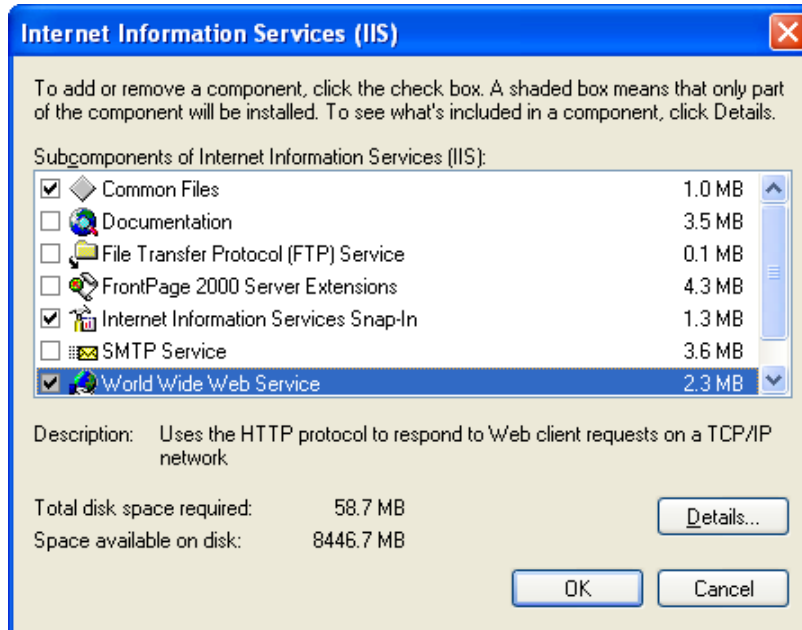 Internet Information Services (IIS)
To add or remove a component, click the check box. A shaded box means that only part
of the component will be installed. To see what's included in a component, click Details.
Subcomponents of Internet Information Services (IIS):
Common Files 1.0 MB
Documentation 3.5 MB
File Transfer Protocol (FTP) Service 0.1 MB
FrontPage 2000 Server Extensions 4.3 MB
Internet Information Services Snap-In 1.3 MB
SMTP Service 3.6 MB
World Wide Web Service 2.3 MB
Description: Uses the HTTP protocol to respond to Web client requests on a TCP/IP
network
Total disk space required: 58.7 MB
Details...
Space available on disk: 8446.7 MB
OK Cancel